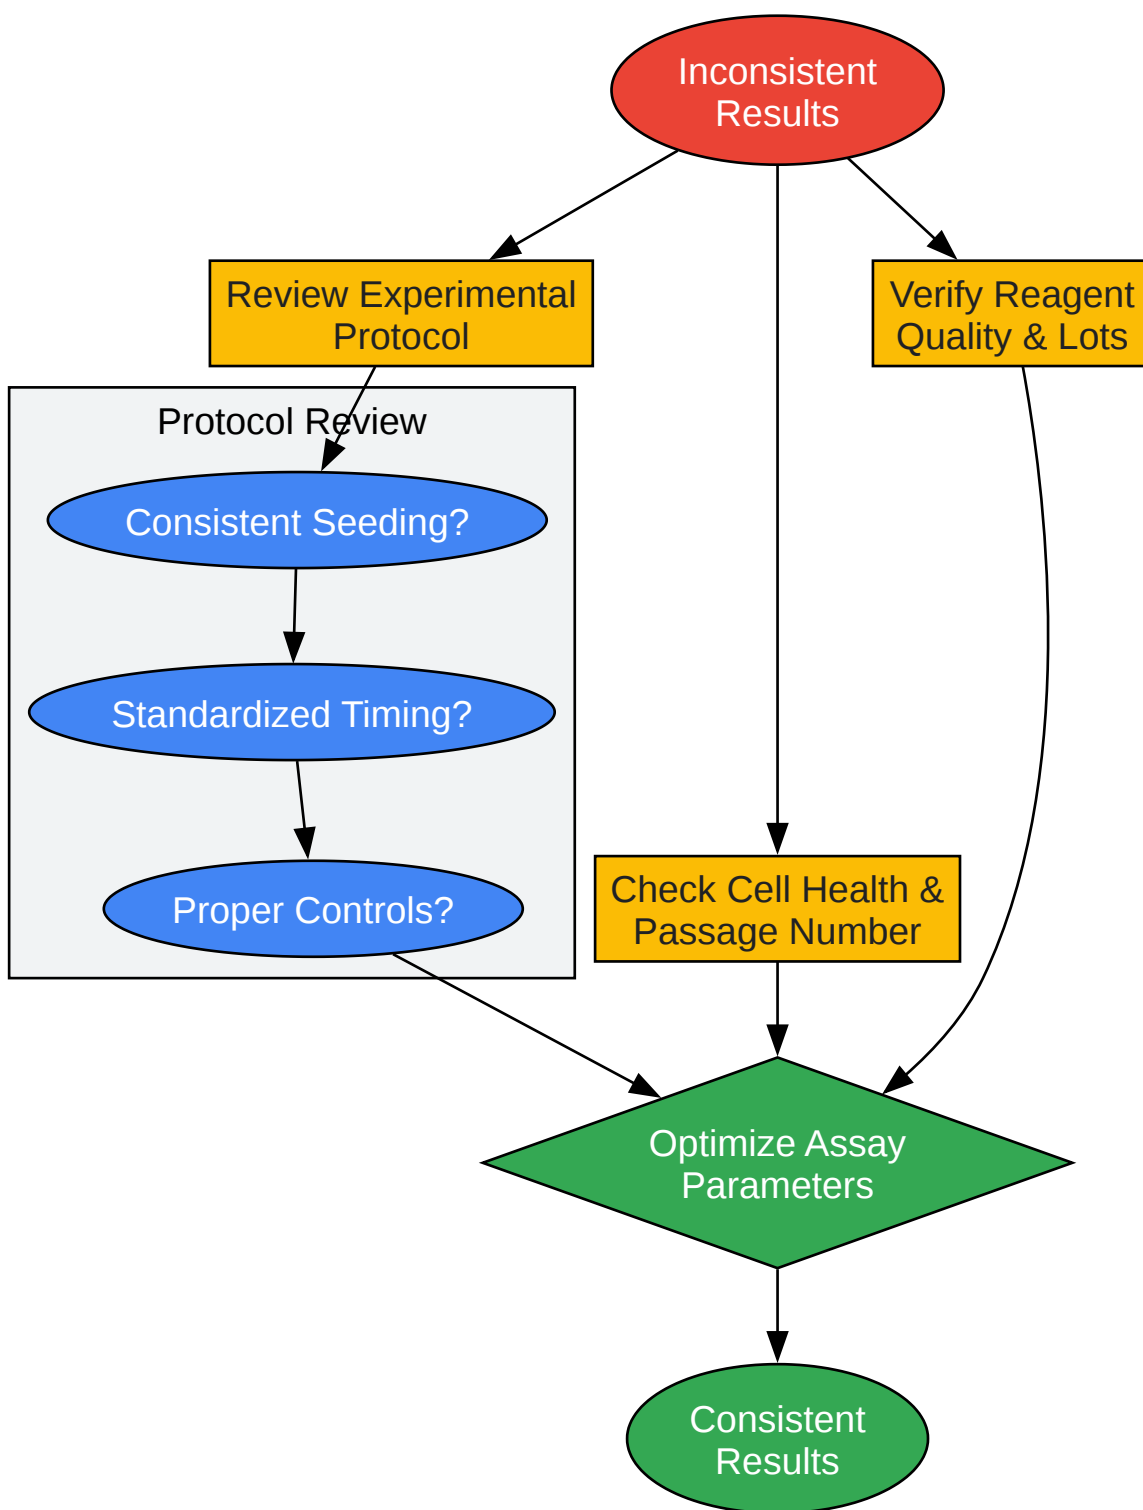 Inconsistent
Results
Review Experimental
Protocol
Verify Reagent
Quality & Lots
Protocol Review
Consistent Seeding?
Standardized Timing?
Proper Controls?
Check Cell Health &
Passage Number
Optimize Assay
Parameters
Consistent
Results